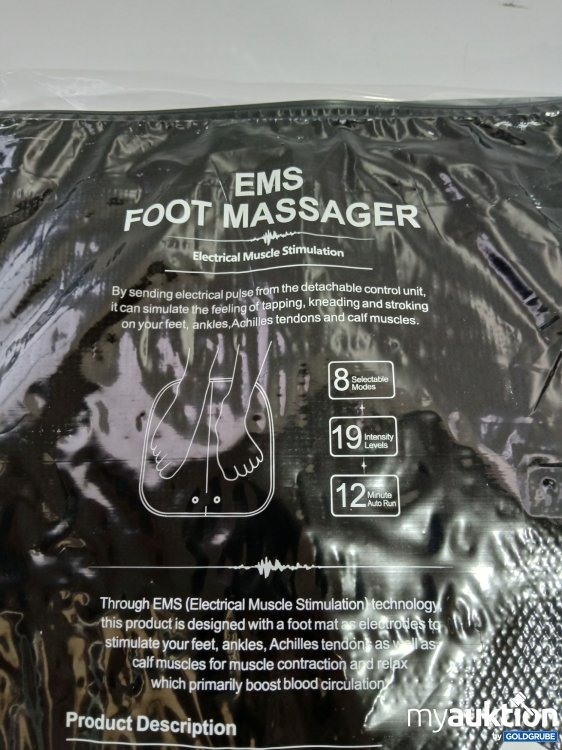 EMS
FOOT MASSAGER
Electrical Muscle Stimulation
By sending electrical pulse from the detachable control unit,
it can simulate the feeling of tapping, kneading and stroking
on your feet, ankles,Achilles tendons and calf muscles.
8 Selectable Modes
19 Intensity Levels
12 Minute Auto Run
Through EMS (Electrical Muscle Stimulation) technology,
this product is designed with a foot mat as electrodes to
stimulate your feet, ankles, Achilles tendons as well as
calf muscles for muscle contraction and relax
which primarily boost blood circulation.
Product Description
myauktion
by GOLDGRUBE